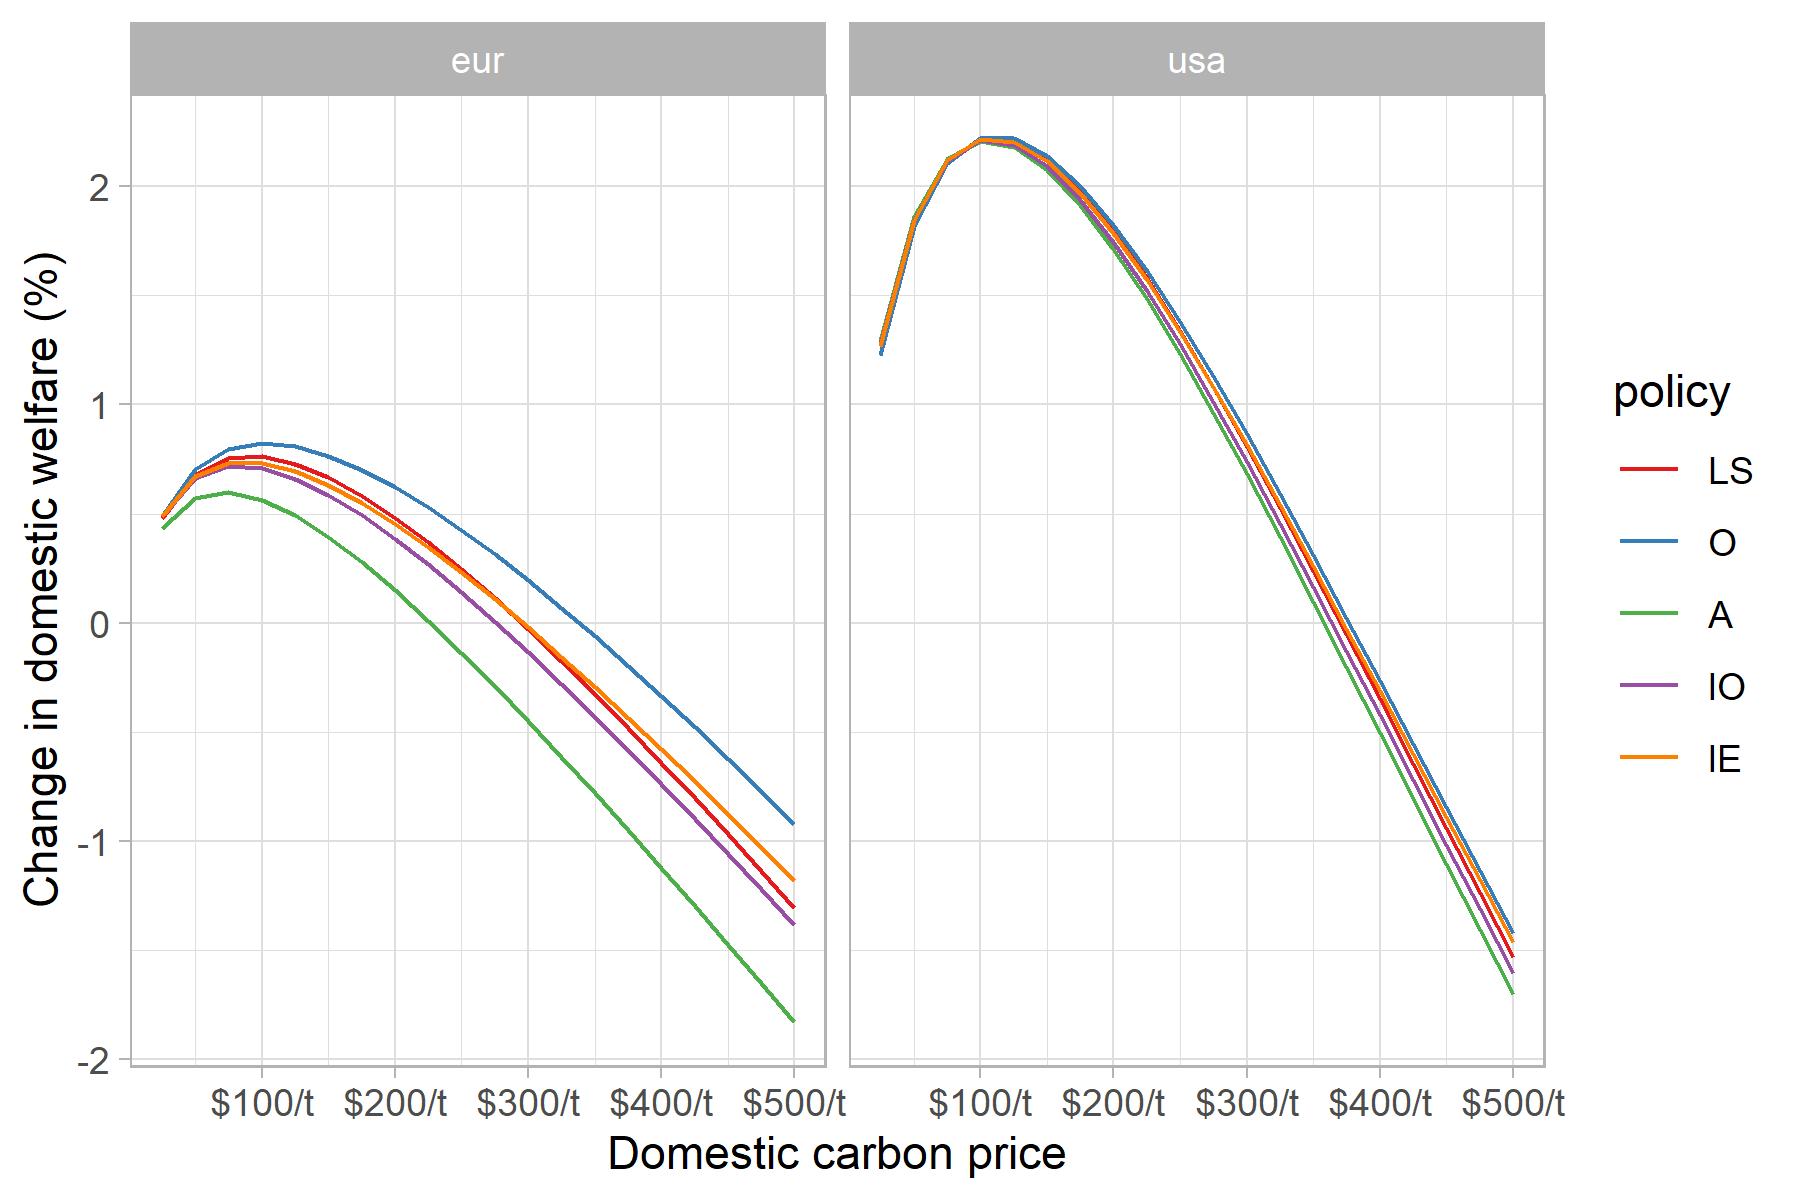 eur
usa
Change in domestic welfare (%)
2
1
0
-1
-2
$100/t $200/t $300/t $400/t $500/t
$100/t $200/t $300/t $400/t $500/t
Domestic carbon price
policy
LS
O
A
IO
IE